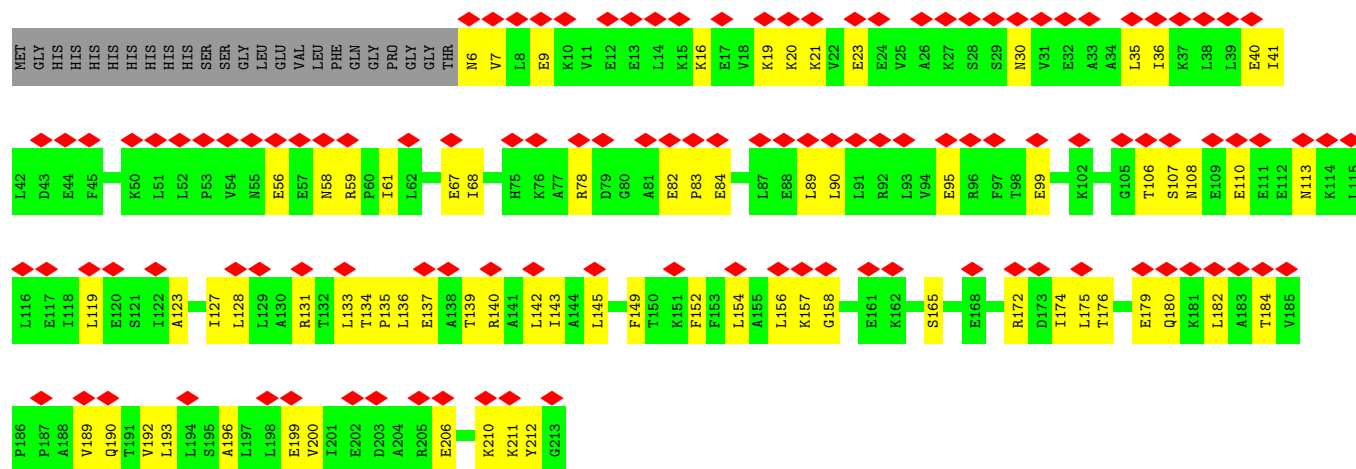 MET GLY HIS HIS HIS HIS HIS HIS HIS HIS SER SER GLY LEU GLU VAL LEU PHE GLN GLY PRO GLY GLY THR N6 V7 L8 E9 K10 V11 E12 E13 L14 K15 K16 E17 V18 K19 K20 K21 V22 E23 E24 V25 A26 K27 S28 S29 N30 V31 E32 A33 A34 L35 I36 K37 L38 L39 E40 I41
L42 D43 E44 F45 K50 L51 L52 P53 V54 N55 E56 E57 N58 R59 P60 I61 L62 E67 I68 H75 K76 A77 R78 D79 G80 A81 E82 P83 E84 L87 E88 L89 L90 L91 R92 L93 V94 E95 R96 F97 T98 E99 K102 G105 T106 S107 N108 E109 E110 E111 E112 N113 K114 L115
L116 E117 I118 L119 E120 S121 I122 A123 I127 L128 L129 A130 R131 T132 L133 T134 P135 L136 E137 A138 T139 R140 A141 L142 I143 A144 L145 F149 T150 K151 F152 F153 L154 A155 L156 K157 G158 E161 K162 S165 E168 R172 D173 I174 L175 T176 E179 Q180 K181 L182 A183 T184 V185
P186 P187 A188 V189 Q190 T191 V192 L193 L194 S195 A196 L197 L198 E199 V200 I201 E202 D203 A204 R205 E206 K210 K211 Y212 G213